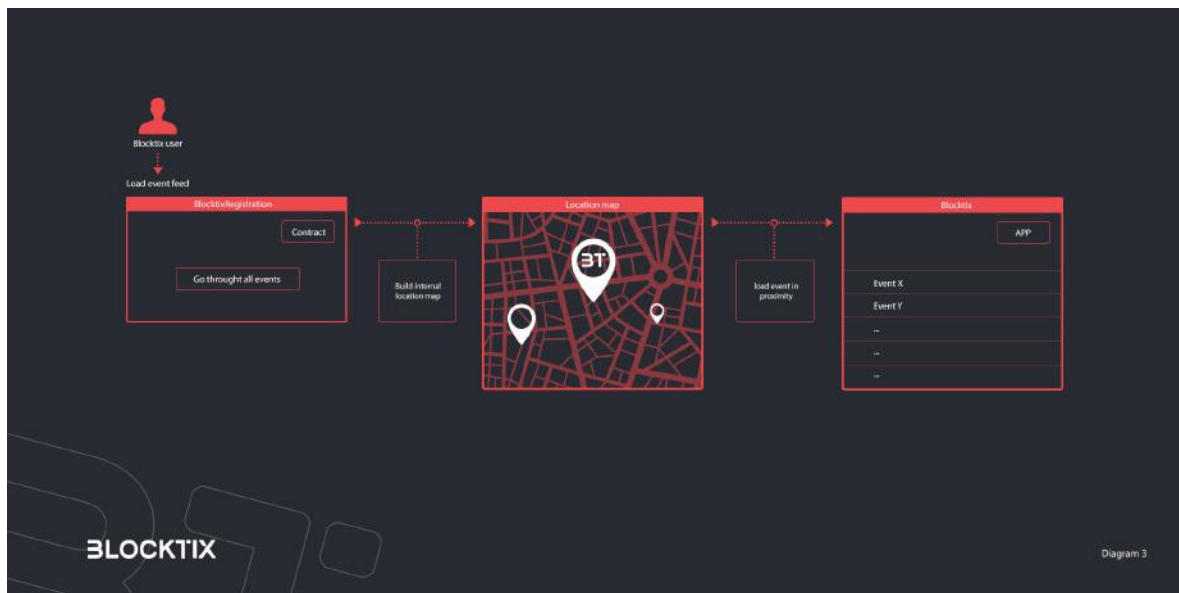 Blocktix user
Load event feed
BlocktixRegistration
Contract
Go throught all events
Build internal
location map
Location map
BT
load event in
proximity
Blocktix
APP
Event X
Event Y
...
...
...
BLOCKTIX
Diagram 3